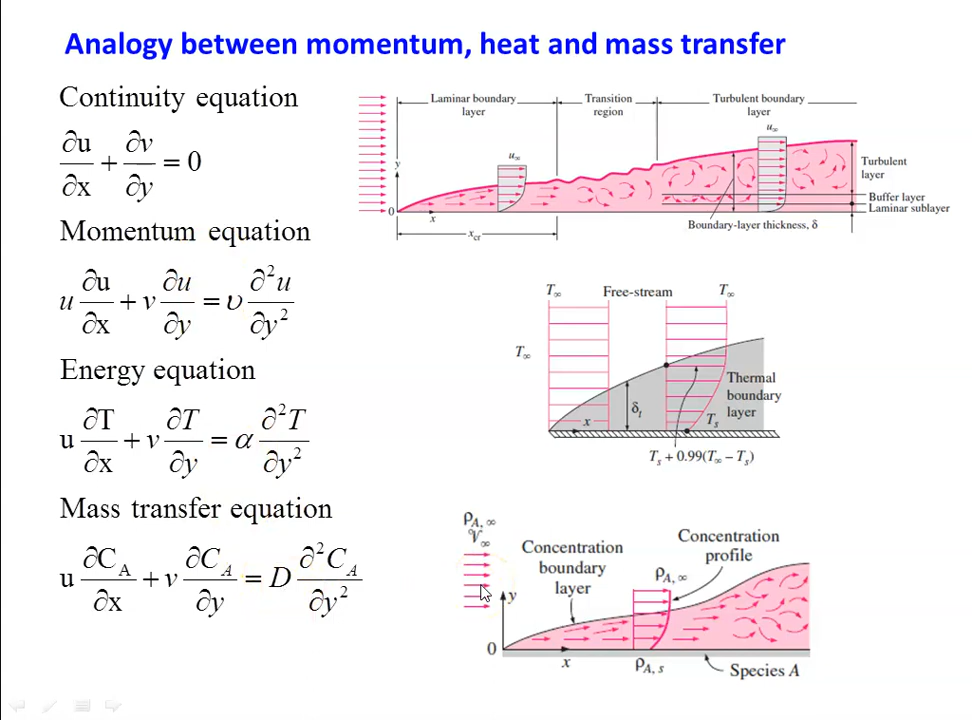 Analogy between momentum, heat and mass transfer
Continuity equation
∂u/∂x + ∂v/∂y = 0
Momentum equation
u ∂u/∂x + v ∂u/∂y = υ ∂²u/∂y²
Energy equation
u ∂T/∂x + v ∂T/∂y = α ∂²T/∂y²
Mass transfer equation
u ∂C_A/∂x + v ∂C_A/∂y = D ∂²C_A/∂y²
Laminar boundary
layer
Transition
region
Turbulent boundary
layer
u∞
u∞
y
0
x
x_cr
Turbulent
layer
Buffer layer
Laminar sublayer
Boundary-layer thickness, δ
T∞
Free-stream
T∞
T∞
Thermal
boundary
layer
δ_t
x
T_s
T_s + 0.99(T∞ − T_s)
ρ_A,∞
𝒱∞
Concentration
boundary
layer
Concentration
profile
ρ_A,∞
y
0
x
ρ_A,s
Species A